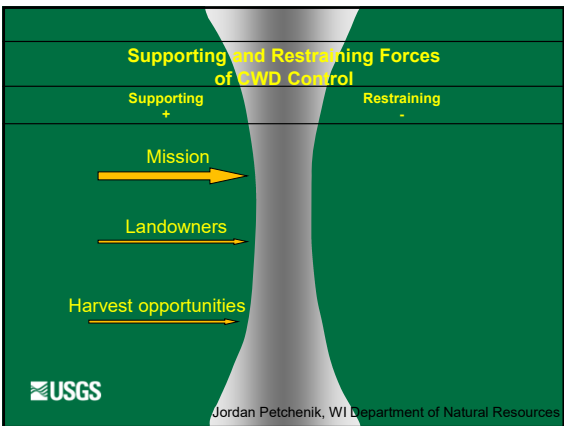 Supporting and Restraining Forces
of CWD Control
Supporting
+
Restraining
-
Mission
Landowners
Harvest opportunities
USGS
Jordan Petchenik, WI Department of Natural Resources